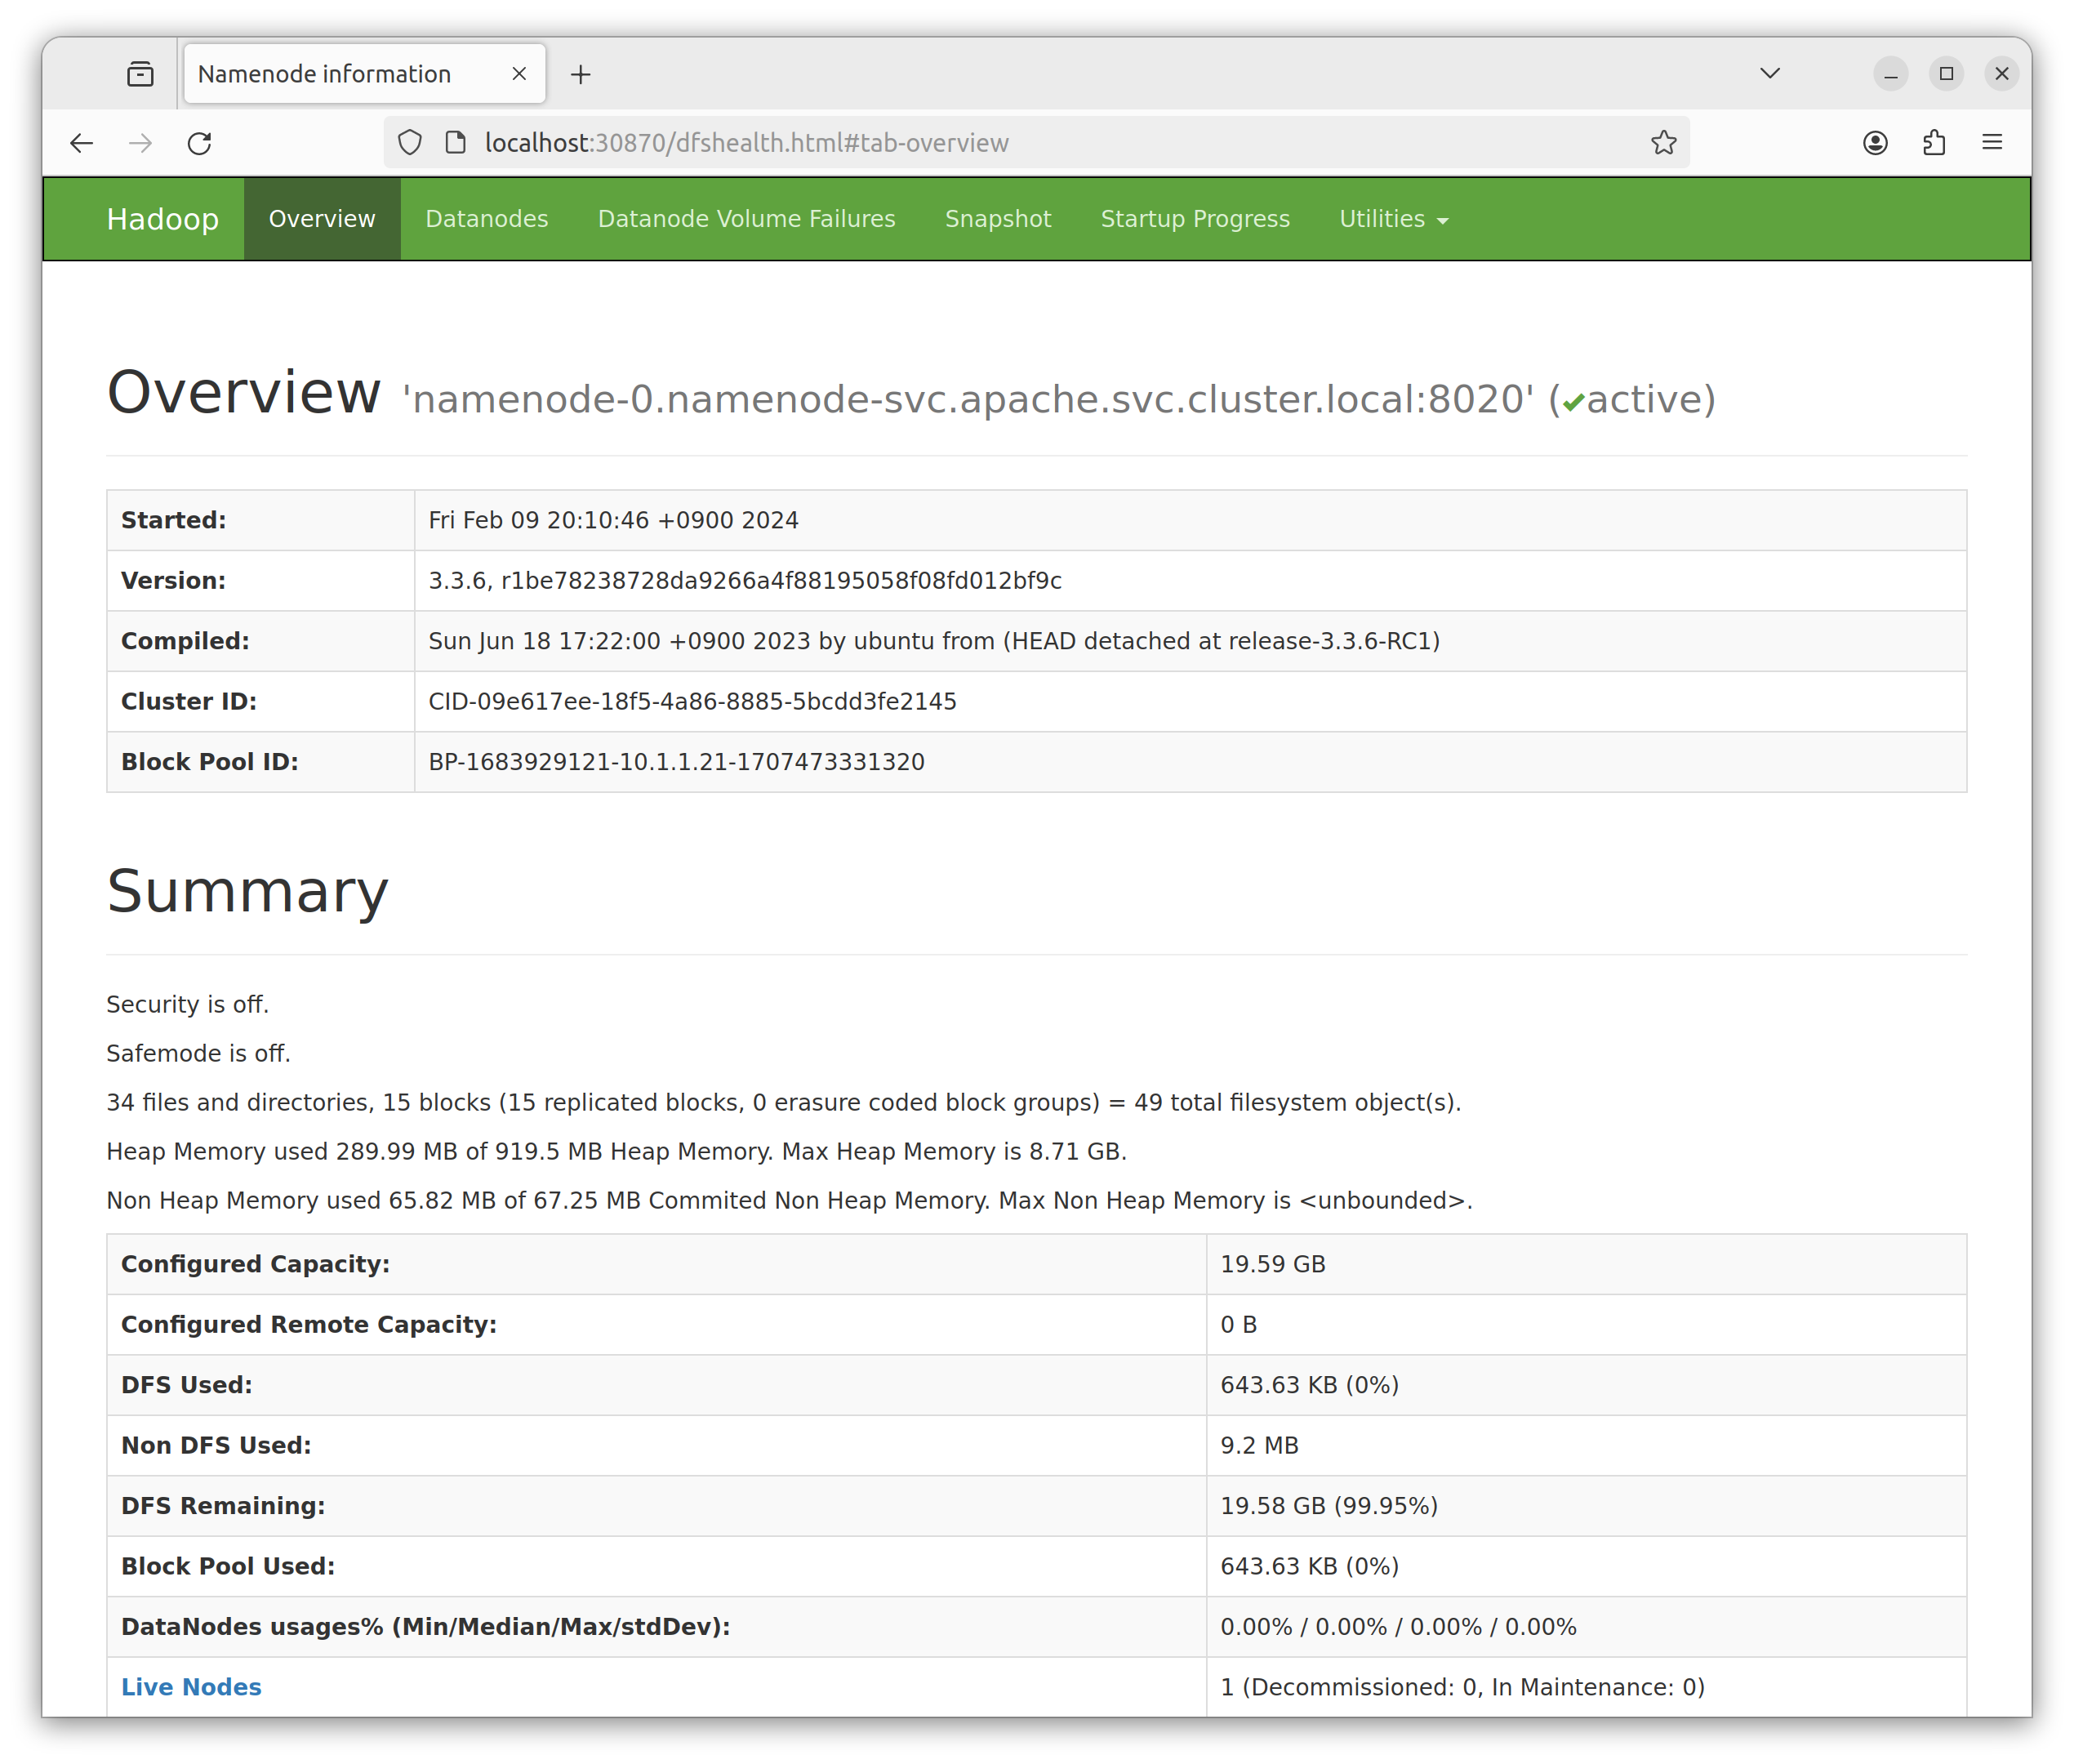 Namenode information
localhost:30870/dfshealth.html#tab-overview
Hadoop Overview Datanodes Datanode Volume Failures Snapshot Startup Progress Utilities
Overview 'namenode-0.namenode-svc.apache.svc.cluster.local:8020' (✔active)
Started: Fri Feb 09 20:10:46 +0900 2024
Version: 3.3.6, r1be78238728da9266a4f88195058f08fd012bf9c
Compiled: Sun Jun 18 17:22:00 +0900 2023 by ubuntu from (HEAD detached at release-3.3.6-RC1)
Cluster ID: CID-09e617ee-18f5-4a86-8885-5bcdd3fe2145
Block Pool ID: BP-1683929121-10.1.1.21-1707473331320
Summary
Security is off.
Safemode is off.
34 files and directories, 15 blocks (15 replicated blocks, 0 erasure coded block groups) = 49 total filesystem object(s).
Heap Memory used 289.99 MB of 919.5 MB Heap Memory. Max Heap Memory is 8.71 GB.
Non Heap Memory used 65.82 MB of 67.25 MB Commited Non Heap Memory. Max Non Heap Memory is <unbounded>.
Configured Capacity: 19.59 GB
Configured Remote Capacity: 0 B
DFS Used: 643.63 KB (0%)
Non DFS Used: 9.2 MB
DFS Remaining: 19.58 GB (99.95%)
Block Pool Used: 643.63 KB (0%)
DataNodes usages% (Min/Median/Max/stdDev): 0.00% / 0.00% / 0.00% / 0.00%
Live Nodes 1 (Decommissioned: 0, In Maintenance: 0)